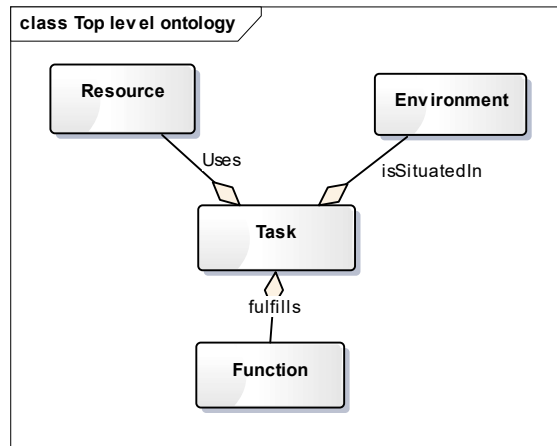 class Top level ontology
Resource
Environment
Uses
isSituatedIn
Task
fulfills
Function